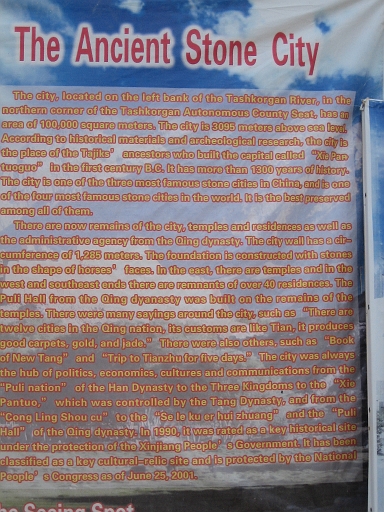 The Ancient Stone City
The city, located on the left bank of the Tashkorgan River, in the
northern corner of the Tashkorgan Autonomous County Seat, has an
area of 100,000 square meters. The city is 3095 meters above sea level.
According to historical materials and archeological research, the city is
the place of the Tajiks' ancestors who built the capital called "Xie Pan
tuoguo" in the first century B.C. It has more than 1300 years of history.
The city is one of the three most famous stone cities in China, and is one
of the four most famous stone cities in the world. It is the best preserved
among all of them.
There are now remains of the city, temples and residences as well as
the administrative agency from the Qing dynasty. The city wall has a cir-
cumference of 1,285 meters. The foundation is constructed with stones
in the shape of horses' faces. In the east, there are temples and in the
west and southeast ends there are remnants of over 40 residences. The
Puli Hall from the Qing dyanasty was built on the remains of the
temples. There were many sayings around the city, such as "There are
twelve cities in the Qing nation, its customs are like Tian, it produces
good carpets, gold, and jade." There were also others, such as "Book
of New Tang" and "Trip to Tianzhu for five days." The city was always
the hub of politics, economics, cultures and communications from the
"Puli nation" of the Han Dynasty to the Three Kingdoms to the "Xie
Pantuo," which was controlled by the Tang Dynasty, and from the
"Cong Ling Shou cu" to the "Se le ku er hui zhuang" and the "Puli
Hall" of the Qing dynasty. In 1990, it was rated as a key historical site
under the protection of the Xinjiang People's Government. It has been
classified as a key cultural-relic site and is protected by the National
People's Congress as of June 25, 2001.
Seeing Spot